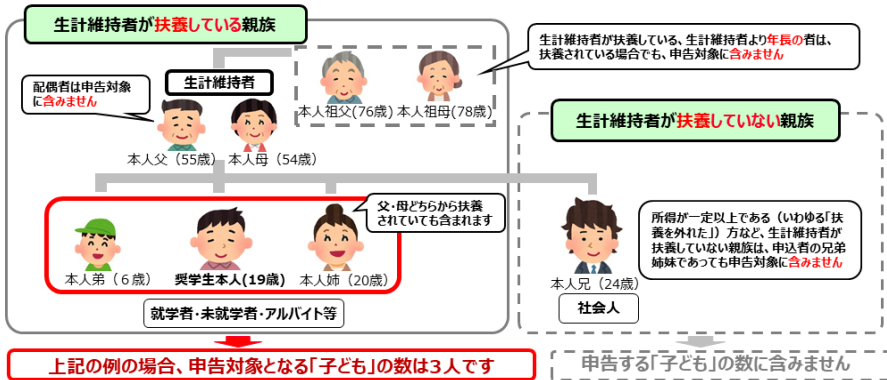 生計維持者が扶養している親族
生計維持者が扶養している、生計維持者より年長の者は、
扶養されている場合でも、申告対象に含みません
配偶者は申告対象
に含みません
生計維持者
本人祖父(76歳)
本人祖母(78歳)
本人父（55歳）
本人母（54歳）
生計維持者が扶養していない親族
父・母どちらから扶養
されていても含まれます
所得が一定以上である（いわゆる「扶
養を外れた」）方など、生計維持者が
扶養していない親族は、申込者の兄弟
姉妹であっても申告対象に含みません
本人弟（６歳）
奨学生本人(19歳)
本人姉（20歳）
本人兄（24歳）
社会人
就学者・未就学者・アルバイト等
上記の例の場合、申告対象となる「子ども」の数は３人です
申告する「子ども」の数に含みません